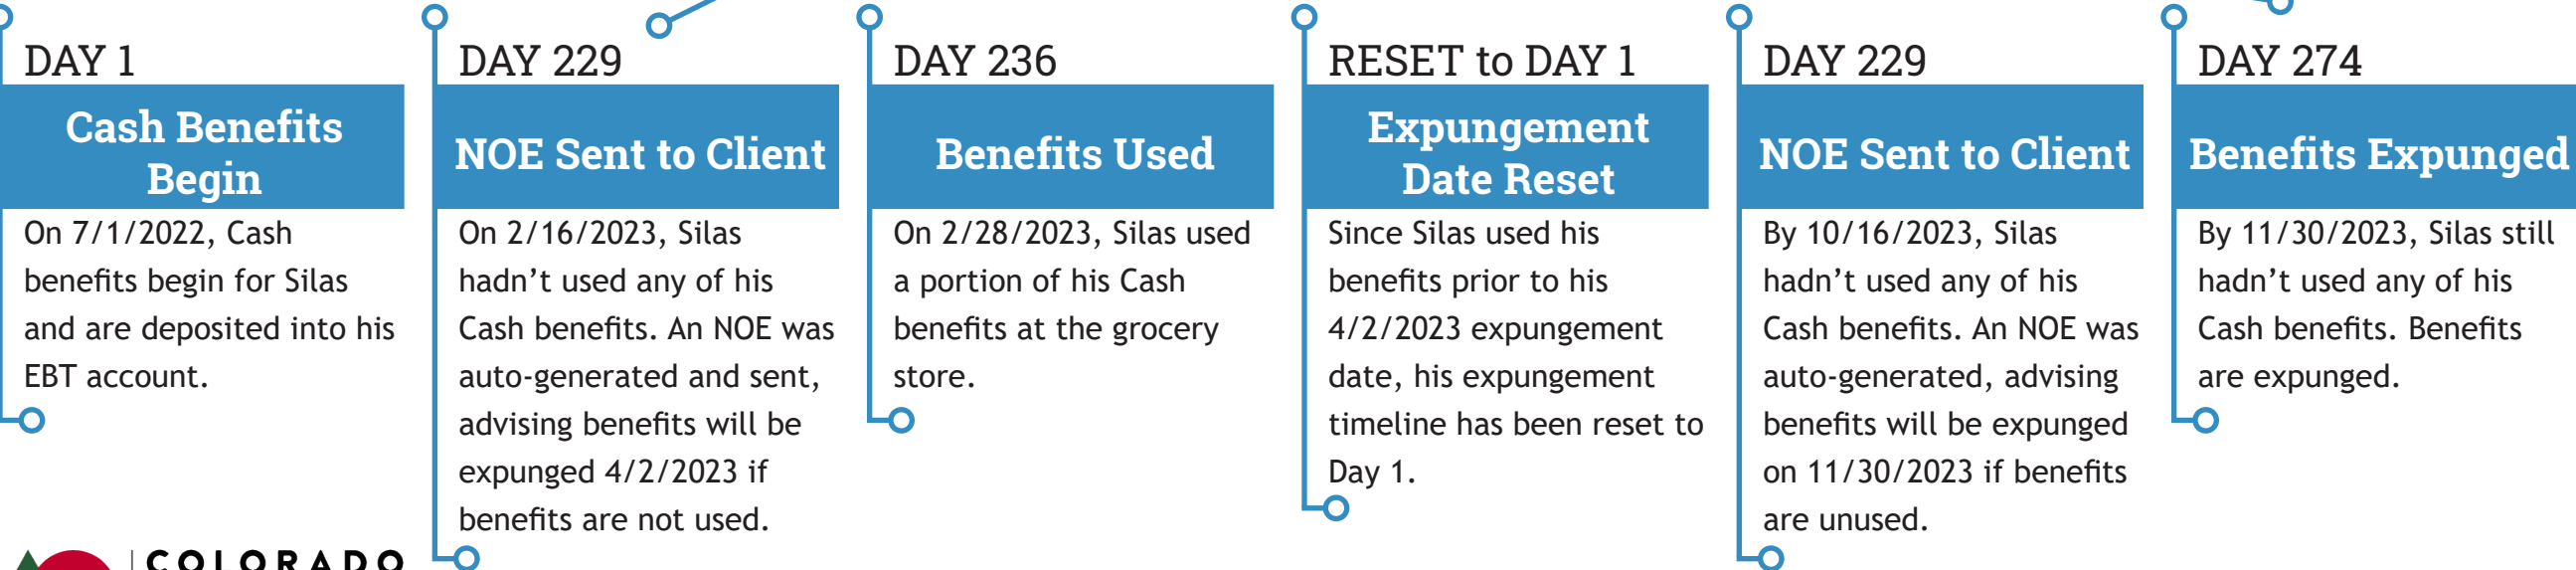 DAY 1
Cash Benefits
Begin
On 7/1/2022, Cash
benefits begin for Silas
and are deposited into his
EBT account.
DAY 229
NOE Sent to Client
On 2/16/2023, Silas
hadn’t used any of his
Cash benefits. An NOE was
auto-generated and sent,
advising benefits will be
expunged 4/2/2023 if
benefits are not used.
DAY 236
Benefits Used
On 2/28/2023, Silas used
a portion of his Cash
benefits at the grocery
store.
RESET to DAY 1
Expungement
Date Reset
Since Silas used his
benefits prior to his
4/2/2023 expungement
date, his expungement
timeline has been reset to
Day 1.
DAY 229
NOE Sent to Client
By 10/16/2023, Silas
hadn’t used any of his
Cash benefits. An NOE was
auto-generated, advising
benefits will be expunged
on 11/30/2023 if benefits
are unused.
DAY 274
Benefits Expunged
By 11/30/2023, Silas still
hadn’t used any of his
Cash benefits. Benefits
are expunged.
COLORADO